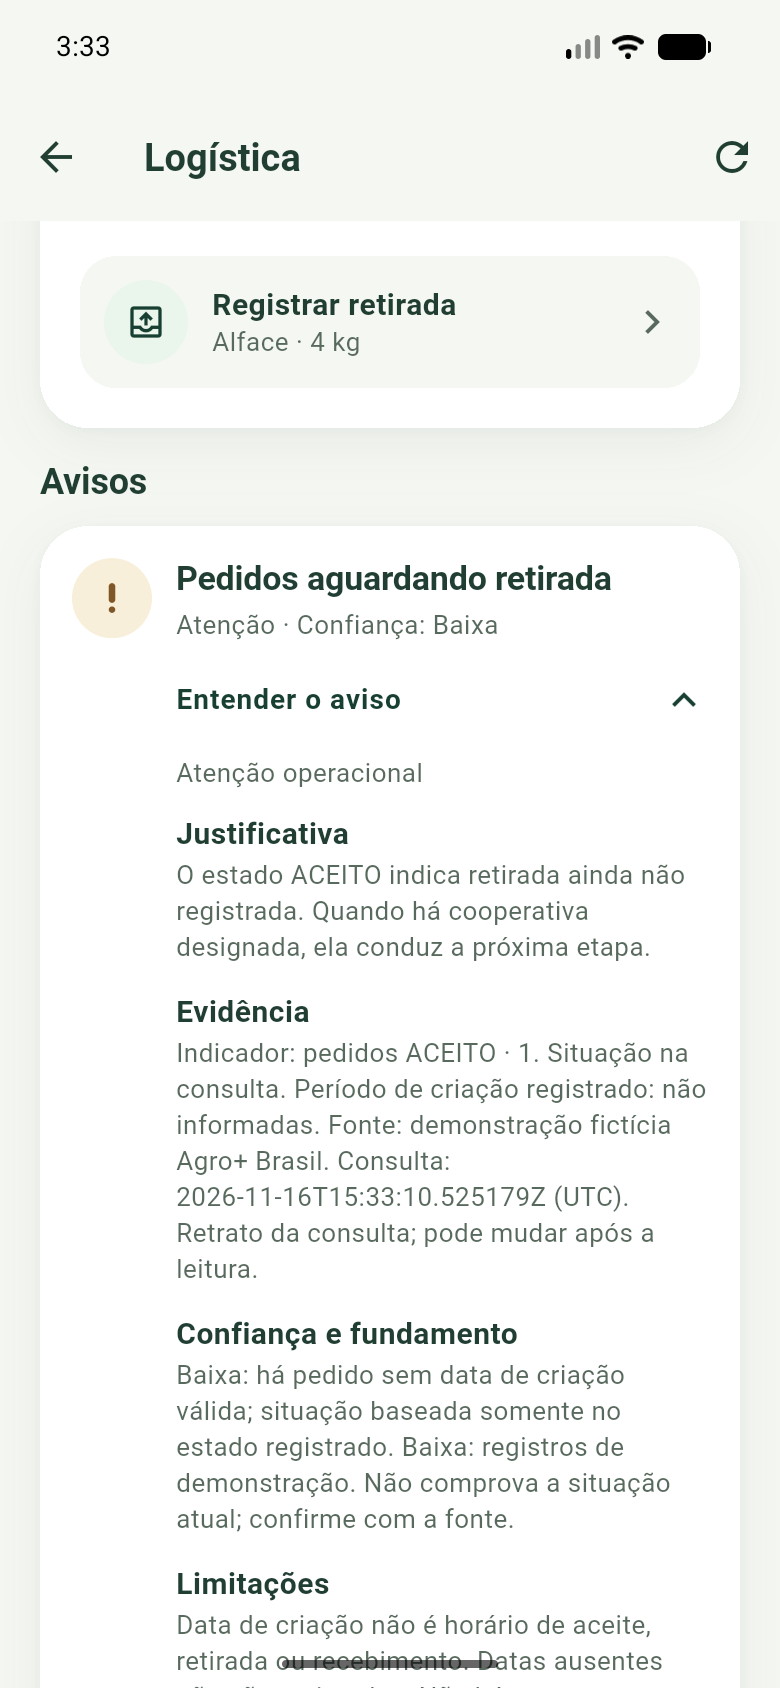 3:33
Logística
Registrar retirada
Alface · 4 kg
Avisos
Pedidos aguardando retirada
Atenção · Confiança: Baixa
Entender o aviso
Atenção operacional
Justificativa
O estado ACEITO indica retirada ainda não
registrada. Quando há cooperativa
designada, ela conduz a próxima etapa.
Evidência
Indicador: pedidos ACEITO · 1. Situação na
consulta. Período de criação registrado: não
informadas. Fonte: demonstração fictícia
Agro+ Brasil. Consulta:
2026-11-16T15:33:10.525179Z (UTC).
Retrato da consulta; pode mudar após a
leitura.
Confiança e fundamento
Baixa: há pedido sem data de criação
válida; situação baseada somente no
estado registrado. Baixa: registros de
demonstração. Não comprova a situação
atual; confirme com a fonte.
Limitações
Data de criação não é horário de aceite,
retirada ou recebimento. Datas ausentes